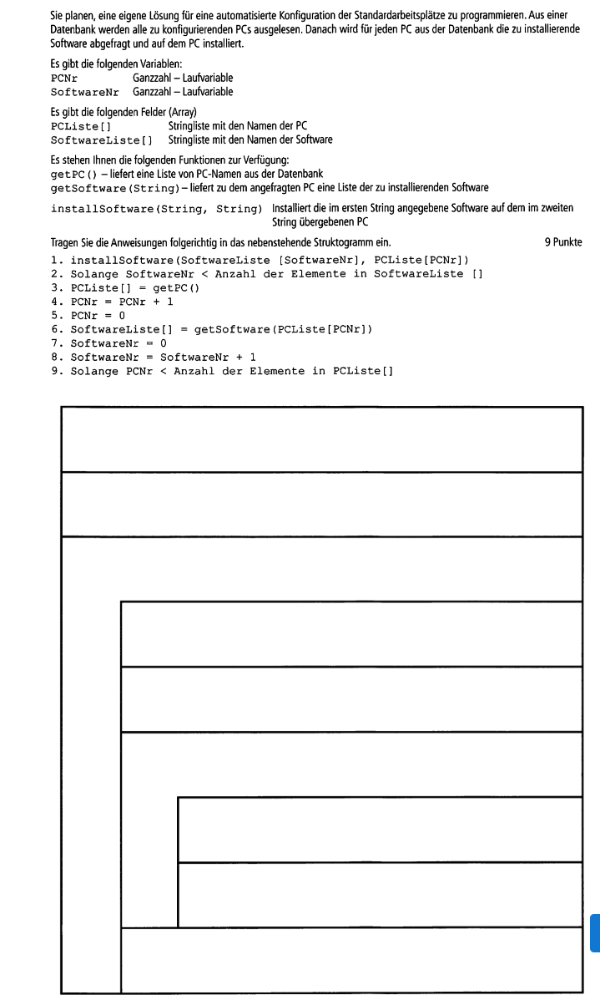 Sie planen, eine eigene Lösung für eine automatisierte Konfiguration der Standardarbeitsplätze zu programmieren. Aus einer
Datenbank werden alle zu konfigurierenden PCs ausgelesen. Danach wird für jeden PC aus der Datenbank die zu installierende
Software abgefragt und auf dem PC installiert.
Es gibt die folgenden Variablen:
PCNr Ganzzahl – Laufvariable
SoftwareNr Ganzzahl – Laufvariable
Es gibt die folgenden Felder (Array)
PCListe[] Stringliste mit den Namen der PC
SoftwareListe[] Stringliste mit den Namen der Software
Es stehen Ihnen die folgenden Funktionen zur Verfügung:
getPC() – liefert eine Liste von PC-Namen aus der Datenbank
getSoftware(String) – liefert zu dem angefragten PC eine Liste der zu installierenden Software
installSoftware(String, String) Installiert die im ersten String angegebene Software auf dem im zweiten
String übergebenen PC
Tragen Sie die Anweisungen folgerichtig in das nebenstehende Struktogramm ein. 9 Punkte
1. installSoftware(SoftwareListe [SoftwareNr], PCListe[PCNr])
2. Solange SoftwareNr < Anzahl der Elemente in SoftwareListe []
3. PCListe[] = getPC()
4. PCNr = PCNr + 1
5. PCNr = 0
6. SoftwareListe[] = getSoftware(PCListe[PCNr])
7. SoftwareNr = 0
8. SoftwareNr = SoftwareNr + 1
9. Solange PCNr < Anzahl der Elemente in PCListe[]